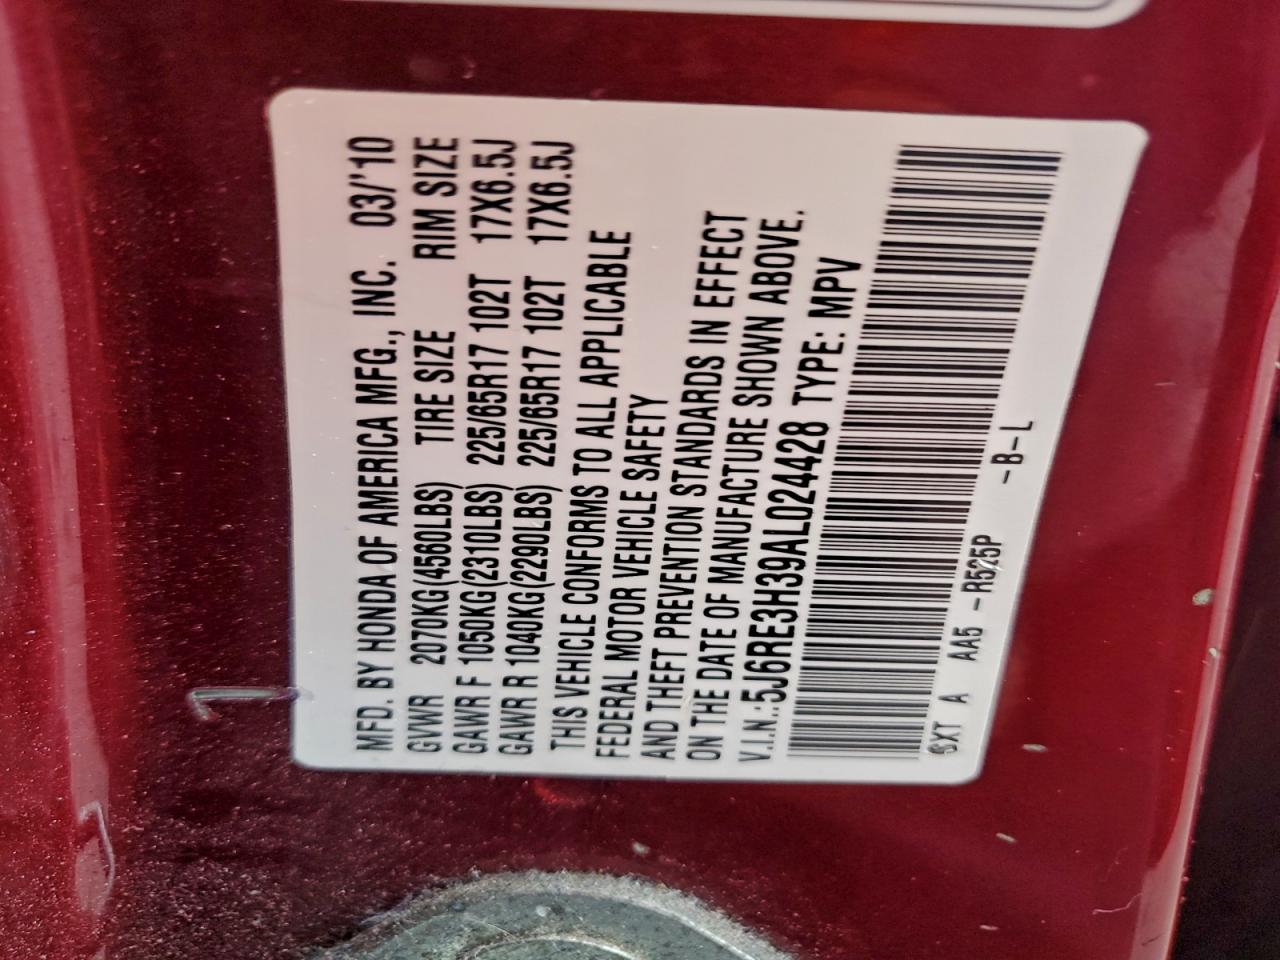 MFD. BY HONDA OF AMERICA MFG., INC. 03/'10
GVWR 2070KG(4560LBS) TIRE SIZE RIM SIZE
GAWR F 1050KG(2310LBS) 225/65R17 102T 17X6.5J
GAWR R 1040KG(2290LBS) 225/65R17 102T 17X6.5J
THIS VEHICLE CONFORMS TO ALL APPLICABLE
FEDERAL MOTOR VEHICLE SAFETY
AND THEFT PREVENTION STANDARDS IN EFFECT
ON THE DATE OF MANUFACTURE SHOWN ABOVE.
V.I.N.: 5J6RE3H39AL024428 TYPE: MPV
SXT A AA5 -R525P -B-L